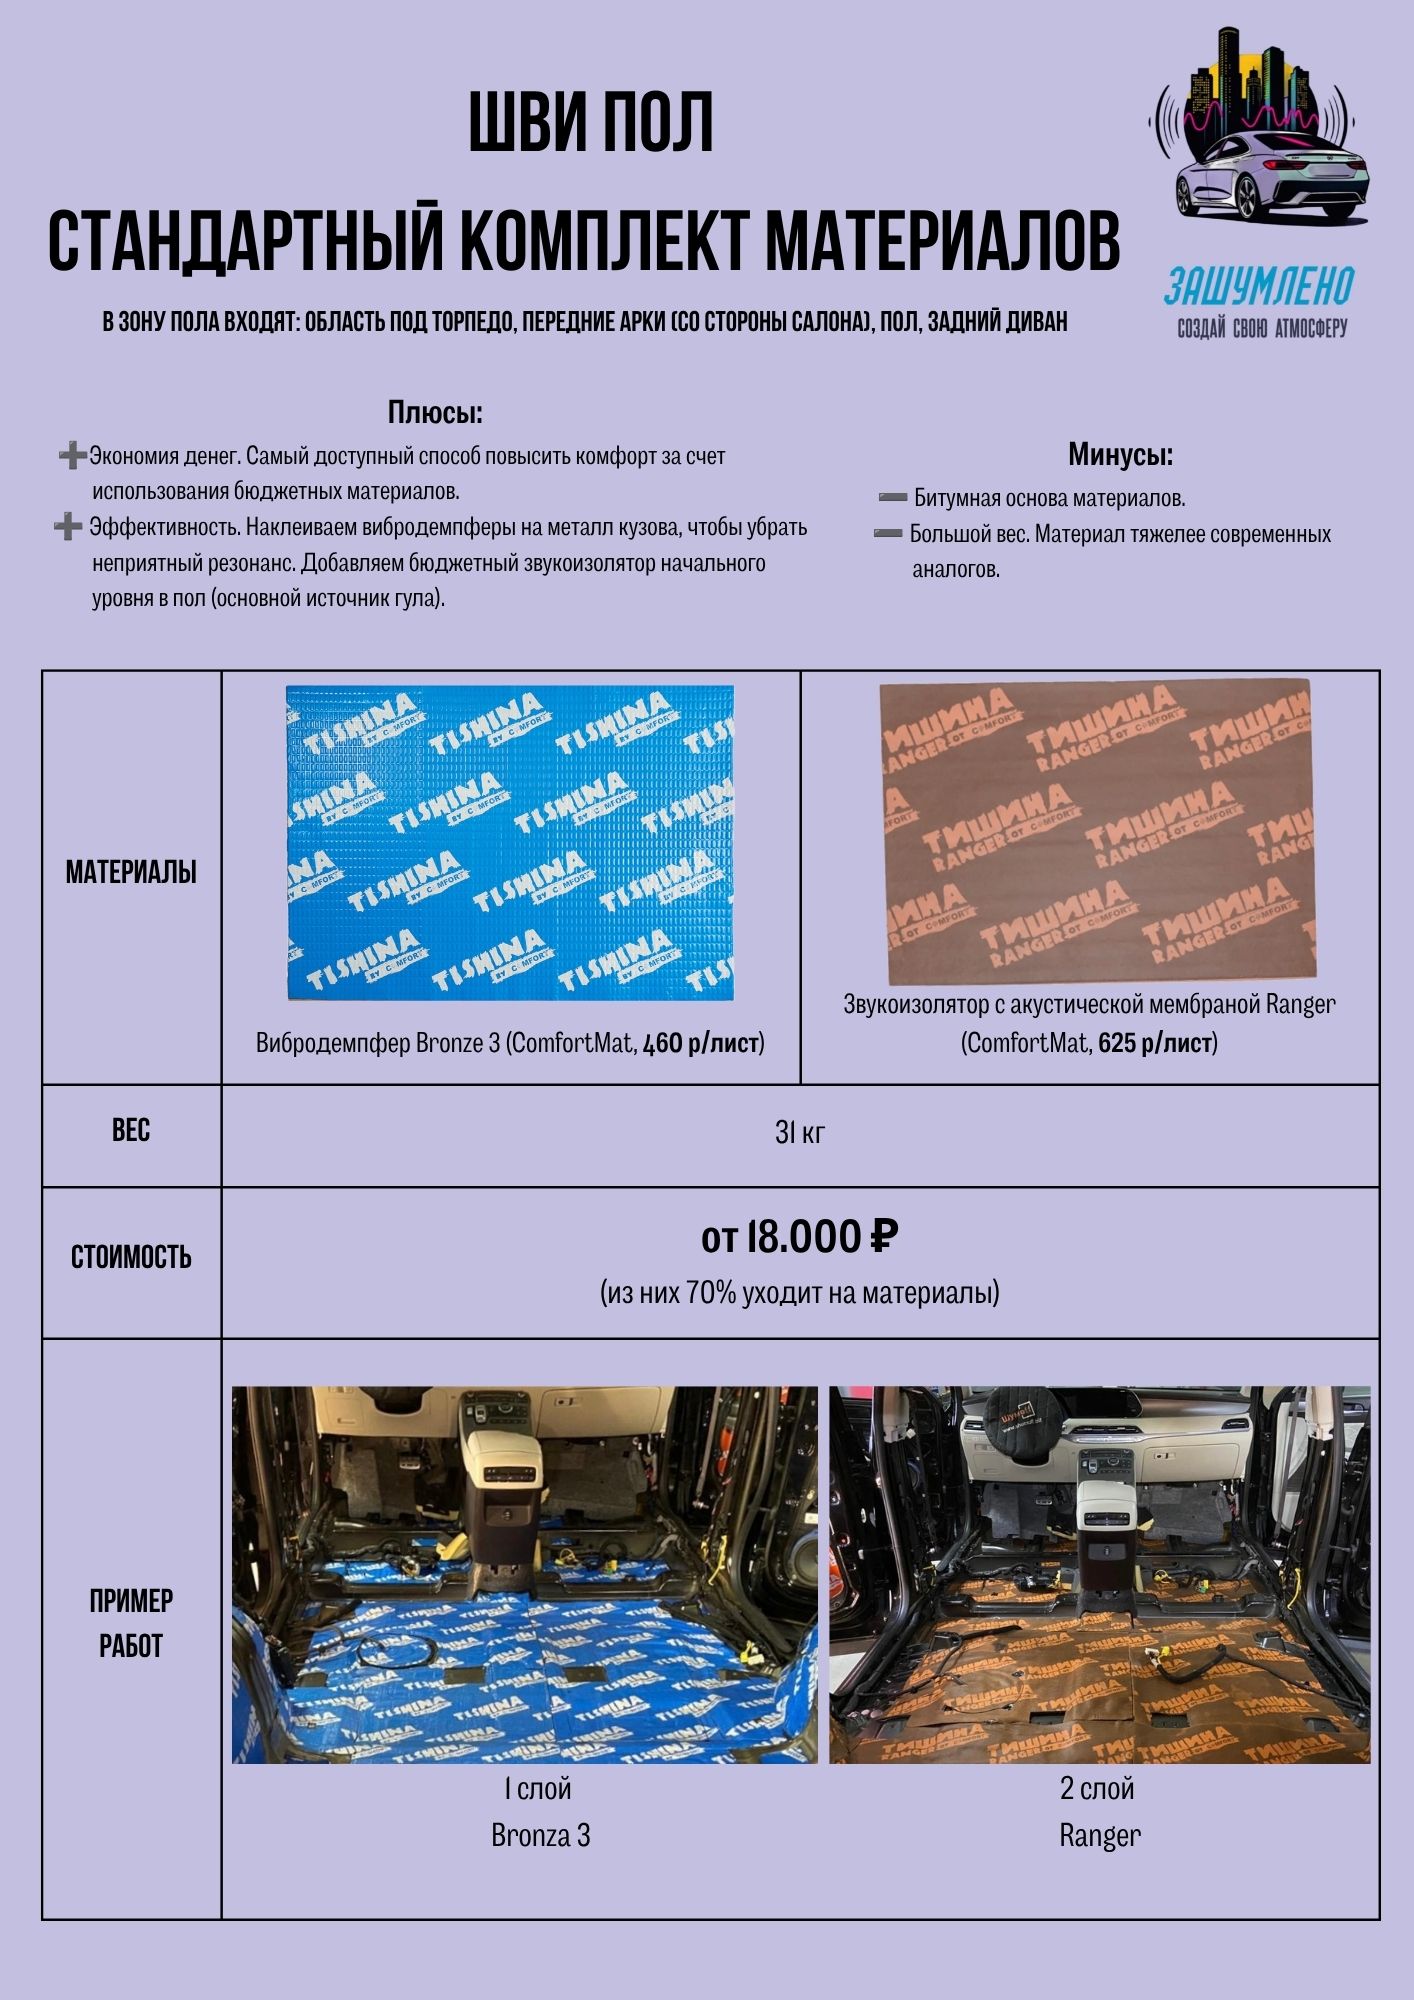 ШВИ ПОЛ
СТАНДАРТНЫЙ КОМПЛЕКТ МАТЕРИАЛОВ
В ЗОНУ ПОЛА ВХОДЯТ: ОБЛАСТЬ ПОД ТОРПЕДО, ПЕРЕДНИЕ АРКИ (СО СТОРОНЫ САЛОНА), ПОЛ, ЗАДНИЙ ДИВАН
ЗАШУМЛЕНО
СОЗДАЙ СВОЮ АТМОСФЕРУ
Плюсы:
➕Экономия денег. Самый доступный способ повысить комфорт за счет
использования бюджетных материалов.
➕ Эффективность. Наклеиваем вибродемпферы на металл кузова, чтобы убрать
неприятный резонанс. Добавляем бюджетный звукоизолятор начального
уровня в пол (основной источник гула).
Минусы:
➖ Битумная основа материалов.
➖ Большой вес. Материал тяжелее современных
аналогов.
МАТЕРИАЛЫ
TISHINA
BY COMFORT
ТИШИНА
RANGER ОТ COMFORT
Вибродемпфер Bronze 3 (ComfortMat, 460 р/лист)
Звукоизолятор с акустической мембраной Ranger
(ComfortMat, 625 р/лист)
ВЕС
31 кг
СТОИМОСТЬ
от 18.000 ₽
(из них 70% уходит на материалы)
ПРИМЕР
РАБОТ
1 слой
Bronza 3
2 слой
Ranger